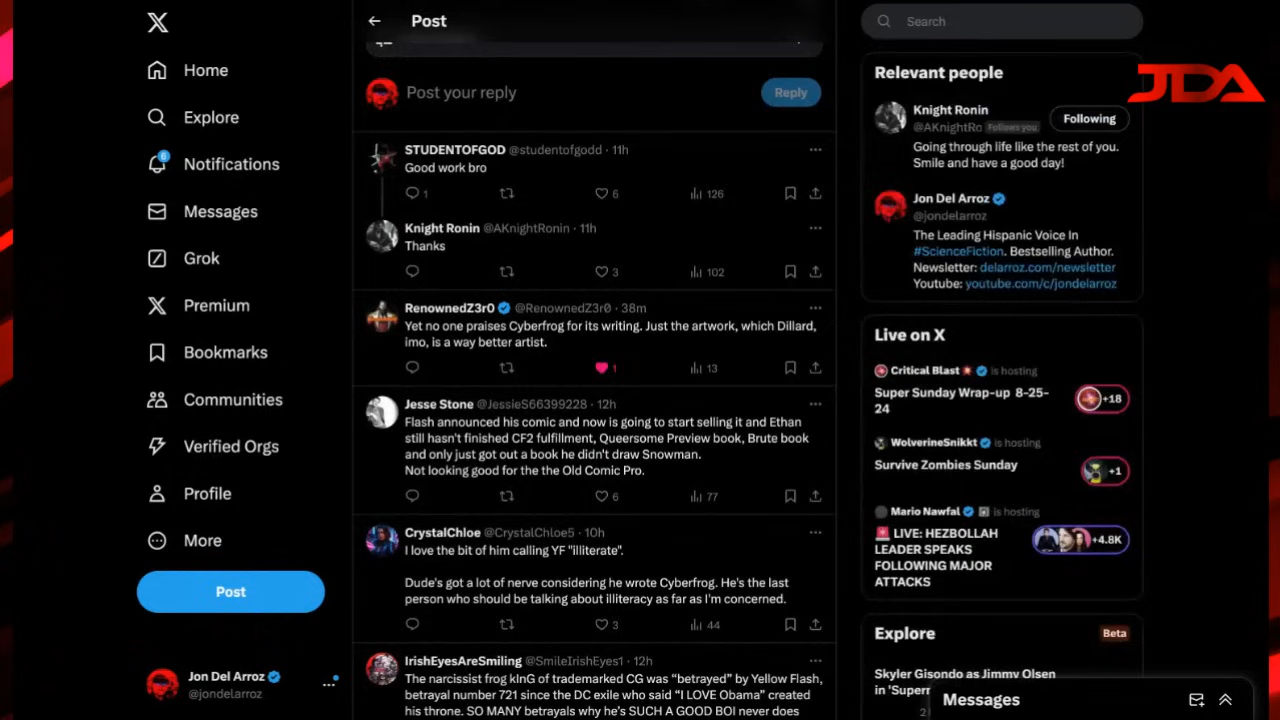 Home
Explore
6
Notifications
Messages
Grok
Premium
Bookmarks
Communities
Verified Orgs
Profile
More
Post
Jon Del Arroz
@jondelarroz
Post
Post your reply
Reply
STUDENTOFGOD @studentofgodd · 11h
Good work bro
1 6 126
Knight Ronin @AKnightRonin · 11h
Thanks
3 102
RenownedZ3r0 @RenownedZ3r0 · 38m
Yet no one praises Cyberfrog for its writing. Just the artwork, which Dillard,
imo, is a way better artist.
1 13
Jesse Stone @JessieS66399228 · 12h
Flash announced his comic and now is going to start selling it and Ethan
still hasn't finished CF2 fulfillment, Queersome Preview book, Brute book
and only just got out a book he didn't draw Snowman.
Not looking good for the the Old Comic Pro.
6 77
CrystalChloe @CrystalChloe5 · 10h
I love the bit of him calling YF "illiterate".
Dude's got a lot of nerve considering he wrote Cyberfrog. He's the last
person who should be talking about illiteracy as far as I'm concerned.
3 44
IrishEyesAreSmiling @SmileIrishEyes1 · 12h
The narcissist frog kInG of trademarked CG was “betrayed” by Yellow Flash,
betrayal number 721 since the DC exile who said “I LOVE Obama” created
his throne. SO MANY betrayals why he’s SUCH A GOOD BOI never does
Search
JDA
Relevant people
Knight Ronin
@AKnightRo Follows you
Following
Going through life like the rest of you.
Smile and have a good day!
Jon Del Arroz
@jondelarroz
The Leading Hispanic Voice In
#ScienceFiction. Bestselling Author.
Newsletter: delarroz.com/newsletter
Youtube: youtube.com/c/jondelarroz
Live on X
Critical Blast is hosting
Super Sunday Wrap-up 8-25-
24
+18
WolverineSnikkt is hosting
Survive Zombies Sunday
+1
Mario Nawfal is hosting
LIVE: HEZBOLLAH
LEADER SPEAKS
FOLLOWING MAJOR
ATTACKS
+4.8K
Explore
Beta
Skyler Gisondo as Jimmy Olsen
in 'Super
Messages